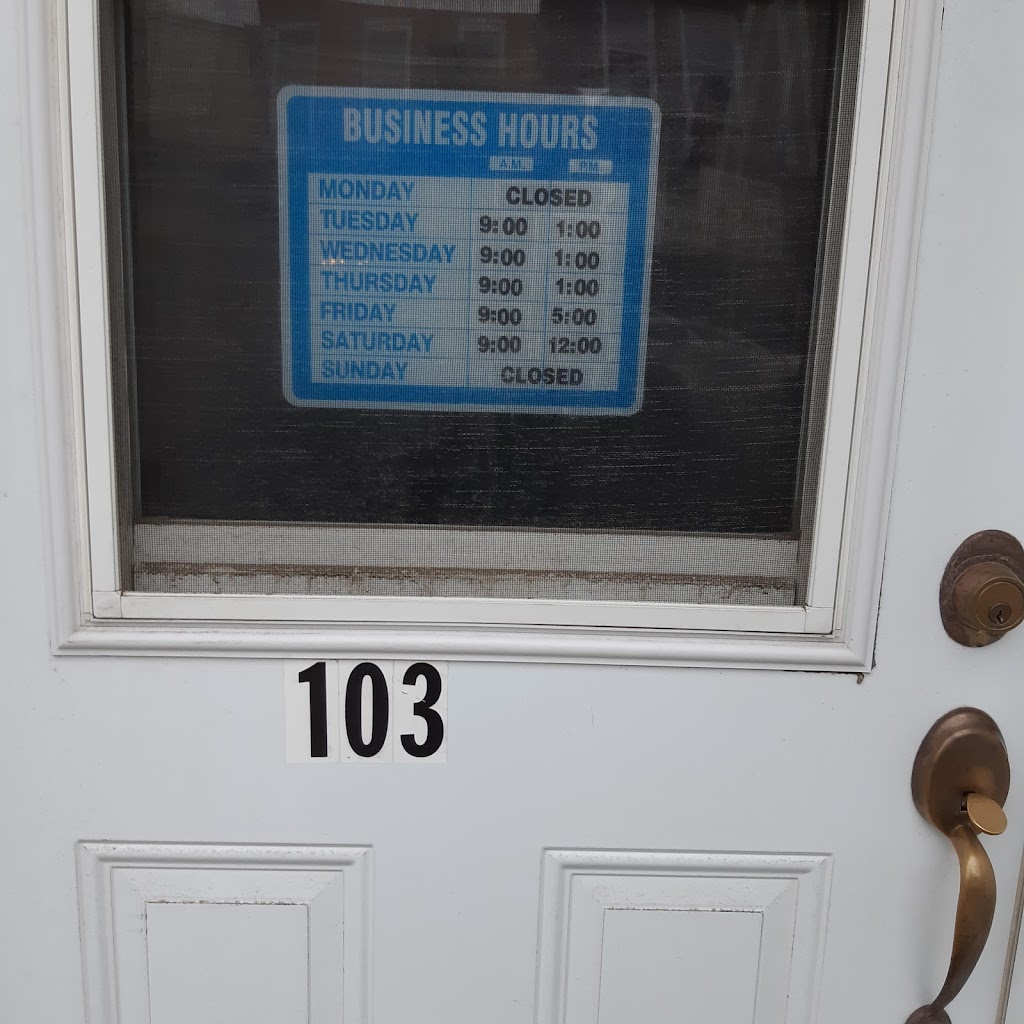 BUSINESS HOURS
A.M. P.M.
MONDAY CLOSED
TUESDAY 9:00 1:00
WEDNESDAY 9:00 1:00
THURSDAY 9:00 1:00
FRIDAY 9:00 5:00
SATURDAY 9:00 12:00
SUNDAY CLOSED
103